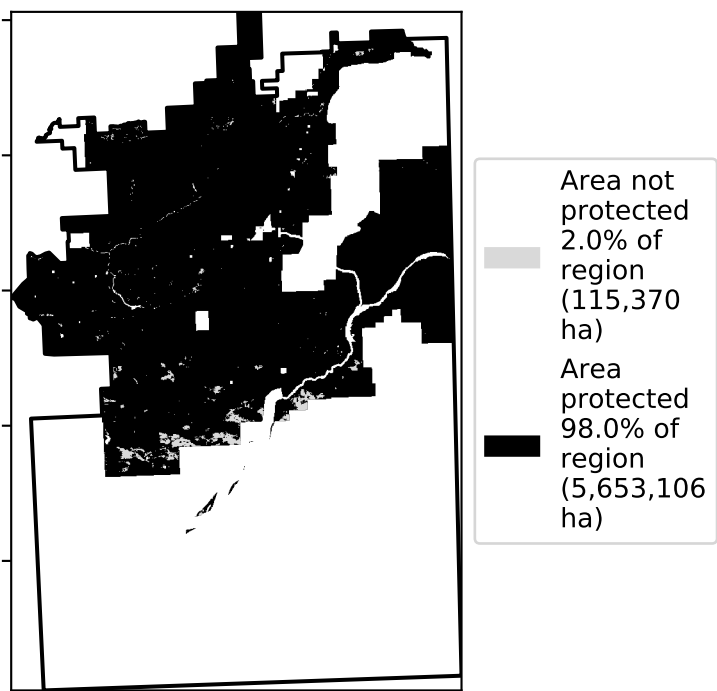 Area not
protected
2.0% of
region
(115,370
ha)
Area
protected
98.0% of
region
(5,653,106
ha)